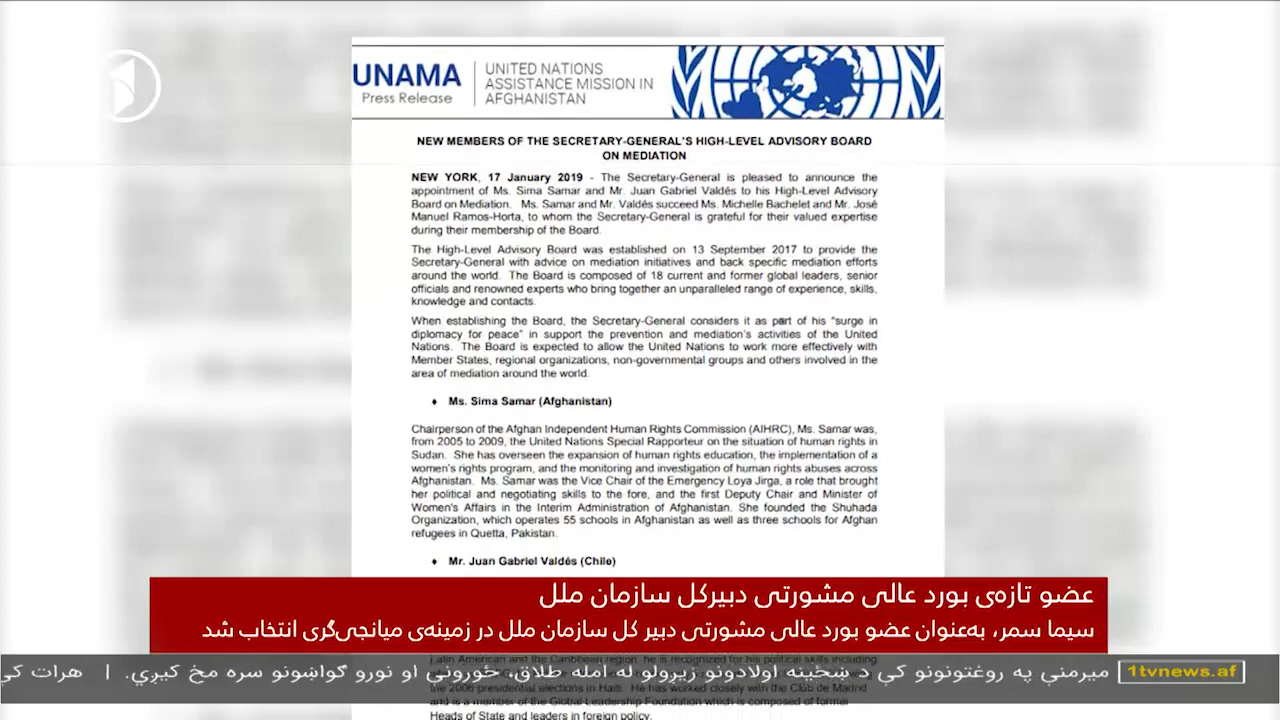 UNAMA
Press Release
UNITED NATIONS
ASSISTANCE MISSION IN
AFGHANISTAN
NEW MEMBERS OF THE SECRETARY-GENERAL'S HIGH-LEVEL ADVISORY BOARD
ON MEDIATION
NEW YORK, 17 January 2019 - The Secretary-General is pleased to announce the
appointment of Ms. Sima Samar and Mr. Juan Gabriel Valdés to his High-Level Advisory
Board on Mediation. Ms. Samar and Mr. Valdés succeed Ms. Michelle Bachelet and Mr. José
Manuel Ramos-Horta, to whom the Secretary-General is grateful for their valued expertise
during their membership of the Board.
The High-Level Advisory Board was established on 13 September 2017 to provide the
Secretary-General with advice on mediation initiatives and back specific mediation efforts
around the world. The Board is composed of 18 current and former global leaders, senior
officials and renowned experts who bring together an unparalleled range of experience, skills,
knowledge and contacts.
When establishing the Board, the Secretary-General considers it as part of his "surge in
diplomacy for peace" in support the prevention and mediation's activities of the United
Nations. The Board is expected to allow the United Nations to work more effectively with
Member States, regional organizations, non-governmental groups and others involved in the
area of mediation around the world.
♦ Ms. Sima Samar (Afghanistan)
Chairperson of the Afghan Independent Human Rights Commission (AIHRC), Ms. Samar was,
from 2005 to 2009, the United Nations Special Rapporteur on the situation of human rights in
Sudan. She has overseen the expansion of human rights education, the implementation of a
women's rights program, and the monitoring and investigation of human rights abuses across
Afghanistan. Ms. Samar was the Vice Chair of the Emergency Loya Jirga, a role that brought
her political and negotiating skills to the fore, and the first Deputy Chair and Minister of
Women's Affairs in the Interim Administration of Afghanistan. She founded the Shuhada
Organization, which operates 55 schools in Afghanistan as well as three schools for Afghan
refugees in Quetta, Pakistan.
♦ Mr. Juan Gabriel Valdés (Chile)
عضو تازه‌ی بورد عالی مشورتی دبیرکل سازمان ملل
سیما سمر، به‌عنوان عضو بورد عالی مشورتی دبیر کل سازمان ملل در زمینه‌ی میانجی‌گری انتخاب شد
Latin American and the Caribbean region, he is recognized for his political skills including
1tvnews.af میرمنې په روغتونونو کې د ښځینه اولادونو زیږولو له امله طلاق، ځورونې او نورو ګواښونو سره مخ کیږي. | هرات کې
the 2006 presidential elections in Haiti. He has worked closely with the Club de Madrid
and is a member of the Global Leadership Foundation which is composed of former
Heads of State and leaders in foreign policy.